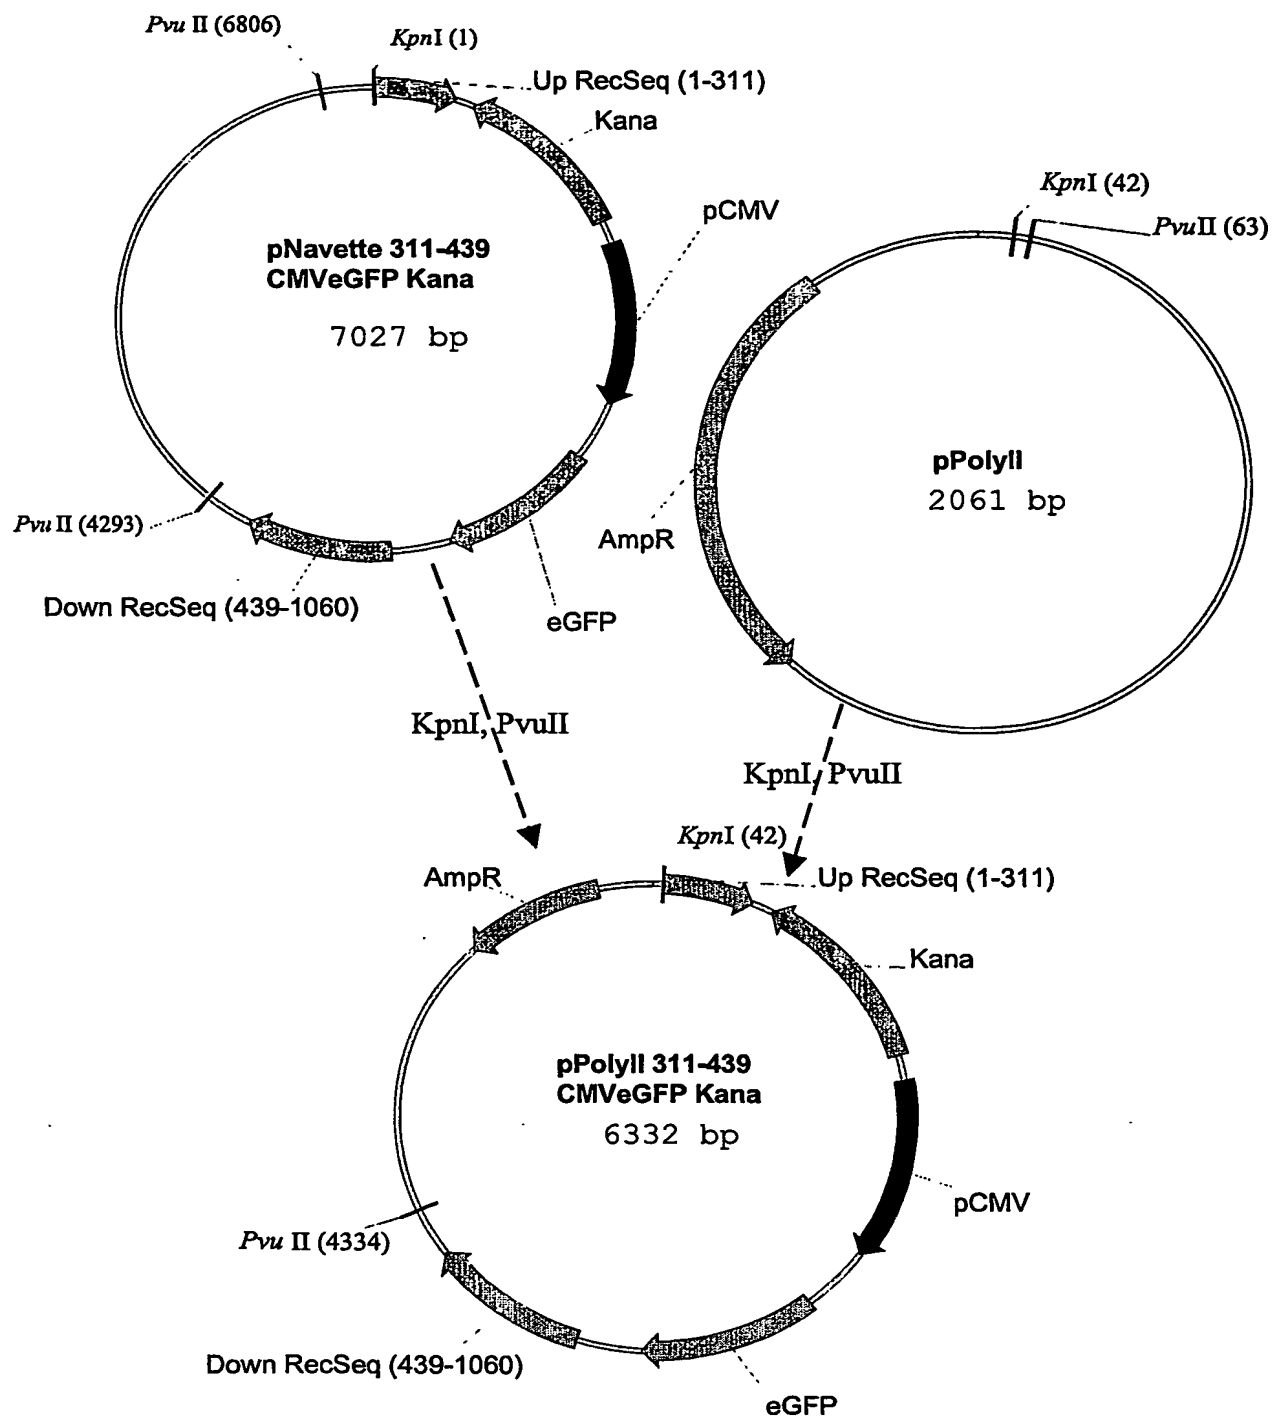 Pvu II (6806)
KpnI (1)
Up RecSeq (1-311)
Kana
pCMV
pNavette 311-439
CMVeGFP Kana
7027 bp
Pvu II (4293)
Down RecSeq (439-1060)
eGFP
KpnI (42)
PvuII (63)
pPolyII
2061 bp
AmpR
KpnI, PvuII
KpnI, PvuII
KpnI (42)
AmpR
Up RecSeq (1-311)
Kana
pPolyII 311-439
CMVeGFP Kana
6332 bp
pCMV
Pvu II (4334)
Down RecSeq (439-1060)
eGFP